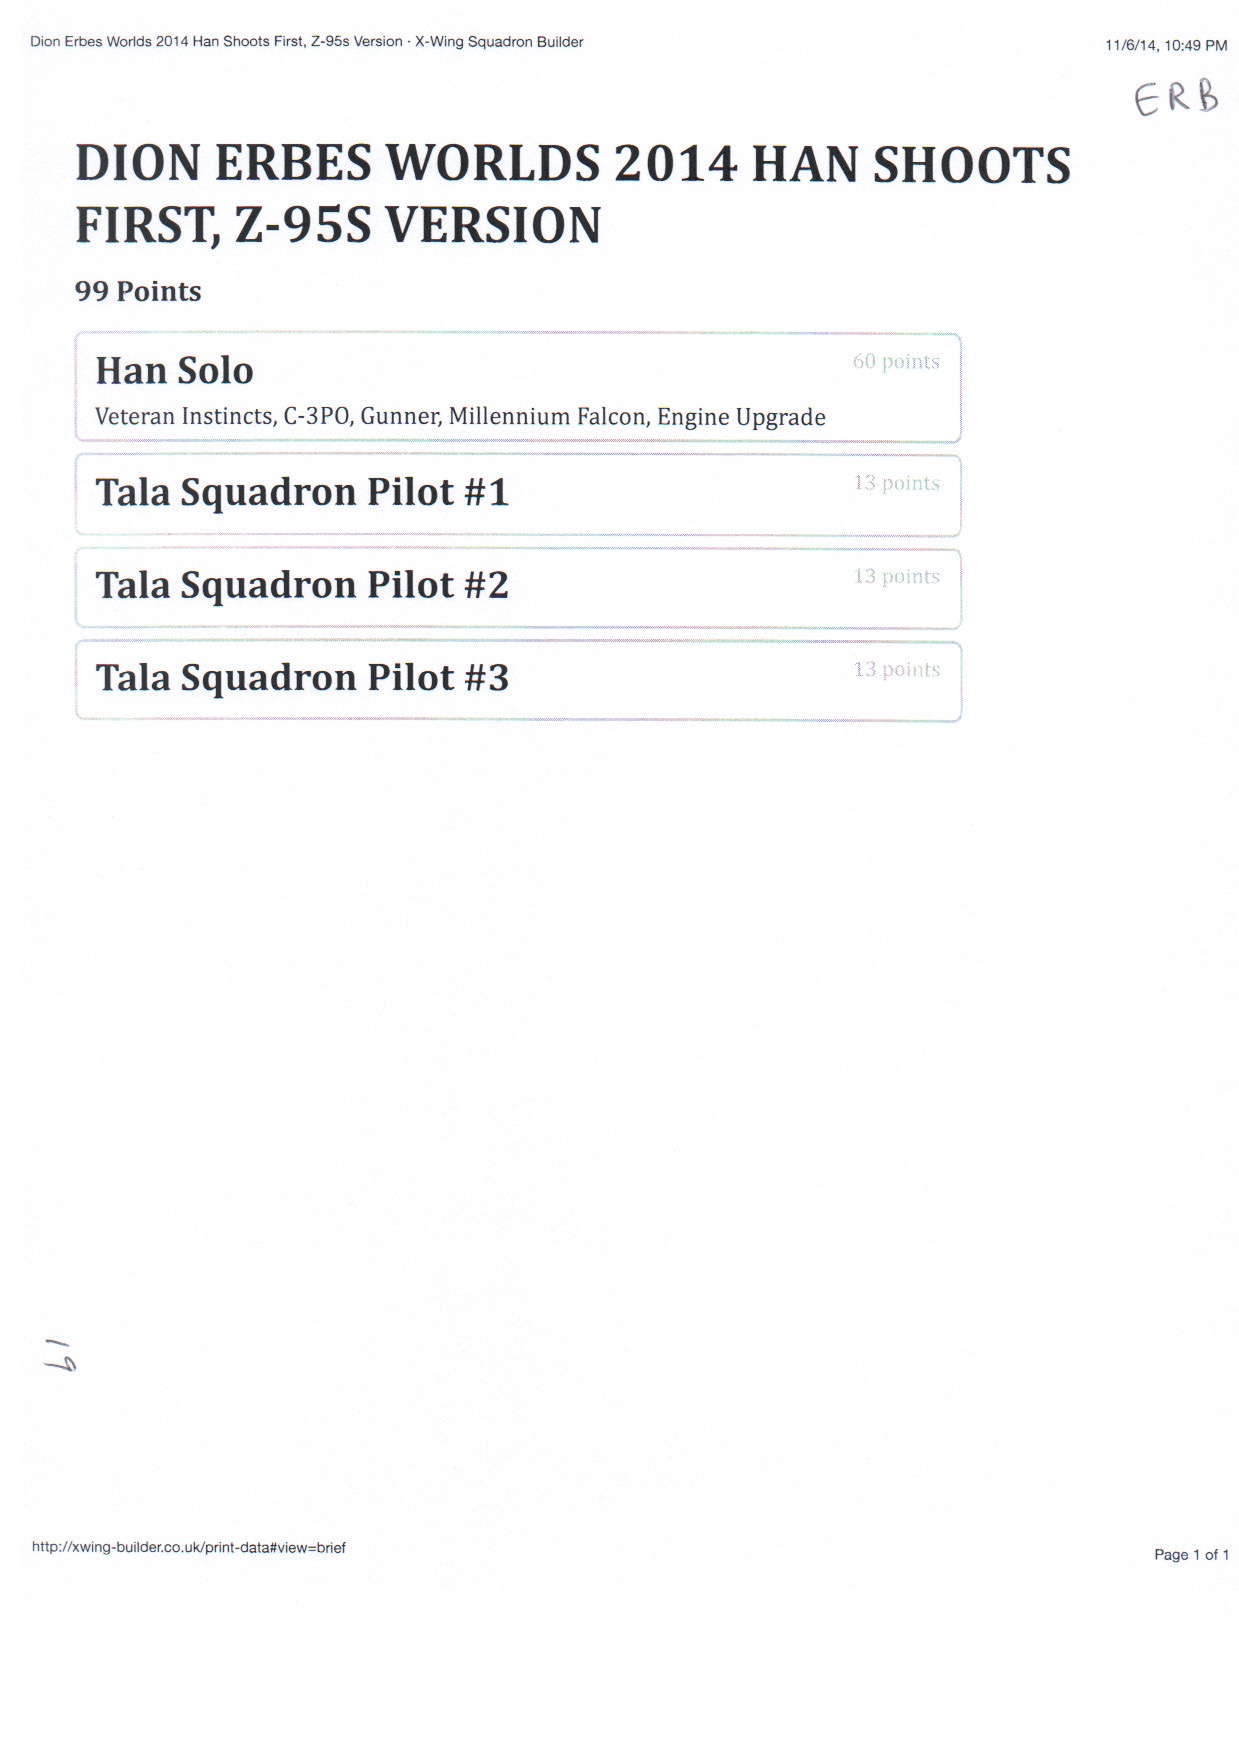 Dion Erbes Worlds 2014 Han Shoots First, Z-95s Version · X-Wing Squadron Builder
11/6/14, 10:49 PM
ERB
DION ERBES WORLDS 2014 HAN SHOOTS
FIRST, Z-95S VERSION
99 Points
Han Solo
60 points
Veteran Instincts, C-3PO, Gunner, Millennium Falcon, Engine Upgrade
Tala Squadron Pilot #1
13 points
Tala Squadron Pilot #2
13 points
Tala Squadron Pilot #3
13 points
19
http://xwing-builder.co.uk/print-data#view=brief
Page 1 of 1